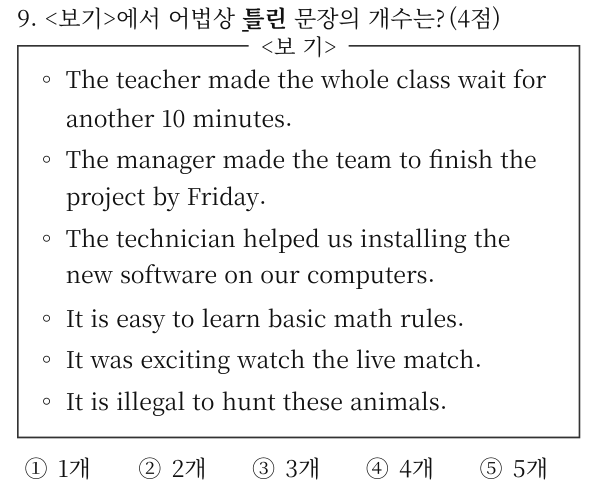 9. <보기>에서 어법상 틀린 문장의 개수는?(4점)
<보 기>
◦ The teacher made the whole class wait for
another 10 minutes.
◦ The manager made the team to finish the
project by Friday.
◦ The technician helped us installing the
new software on our computers.
◦ It is easy to learn basic math rules.
◦ It was exciting watch the live match.
◦ It is illegal to hunt these animals.
① 1개 ② 2개 ③ 3개 ④ 4개 ⑤ 5개